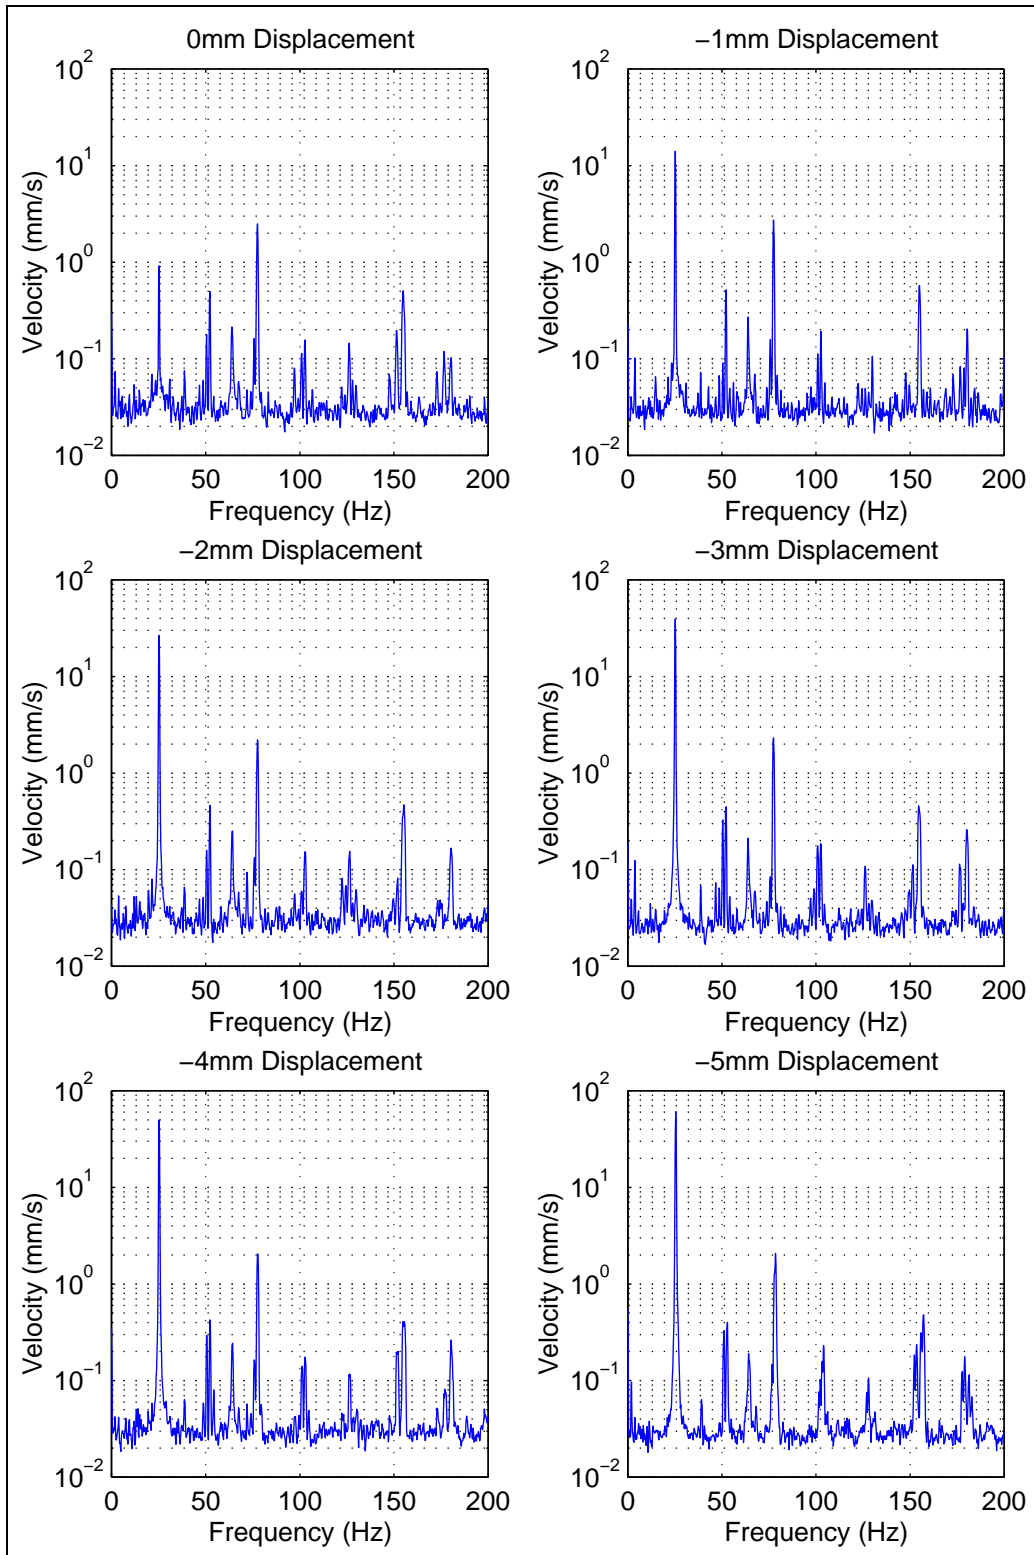 0mm Displacement
10^2
10^1
10^0
10^−1
10^−2
Velocity (mm/s)
0 50 100 150 200
Frequency (Hz)
−1mm Displacement
10^2
10^1
10^0
10^−1
10^−2
Velocity (mm/s)
0 50 100 150 200
Frequency (Hz)
−2mm Displacement
10^2
10^1
10^0
10^−1
10^−2
Velocity (mm/s)
0 50 100 150 200
Frequency (Hz)
−3mm Displacement
10^2
10^1
10^0
10^−1
10^−2
Velocity (mm/s)
0 50 100 150 200
Frequency (Hz)
−4mm Displacement
10^2
10^1
10^0
10^−1
10^−2
Velocity (mm/s)
0 50 100 150 200
Frequency (Hz)
−5mm Displacement
10^2
10^1
10^0
10^−1
10^−2
Velocity (mm/s)
0 50 100 150 200
Frequency (Hz)